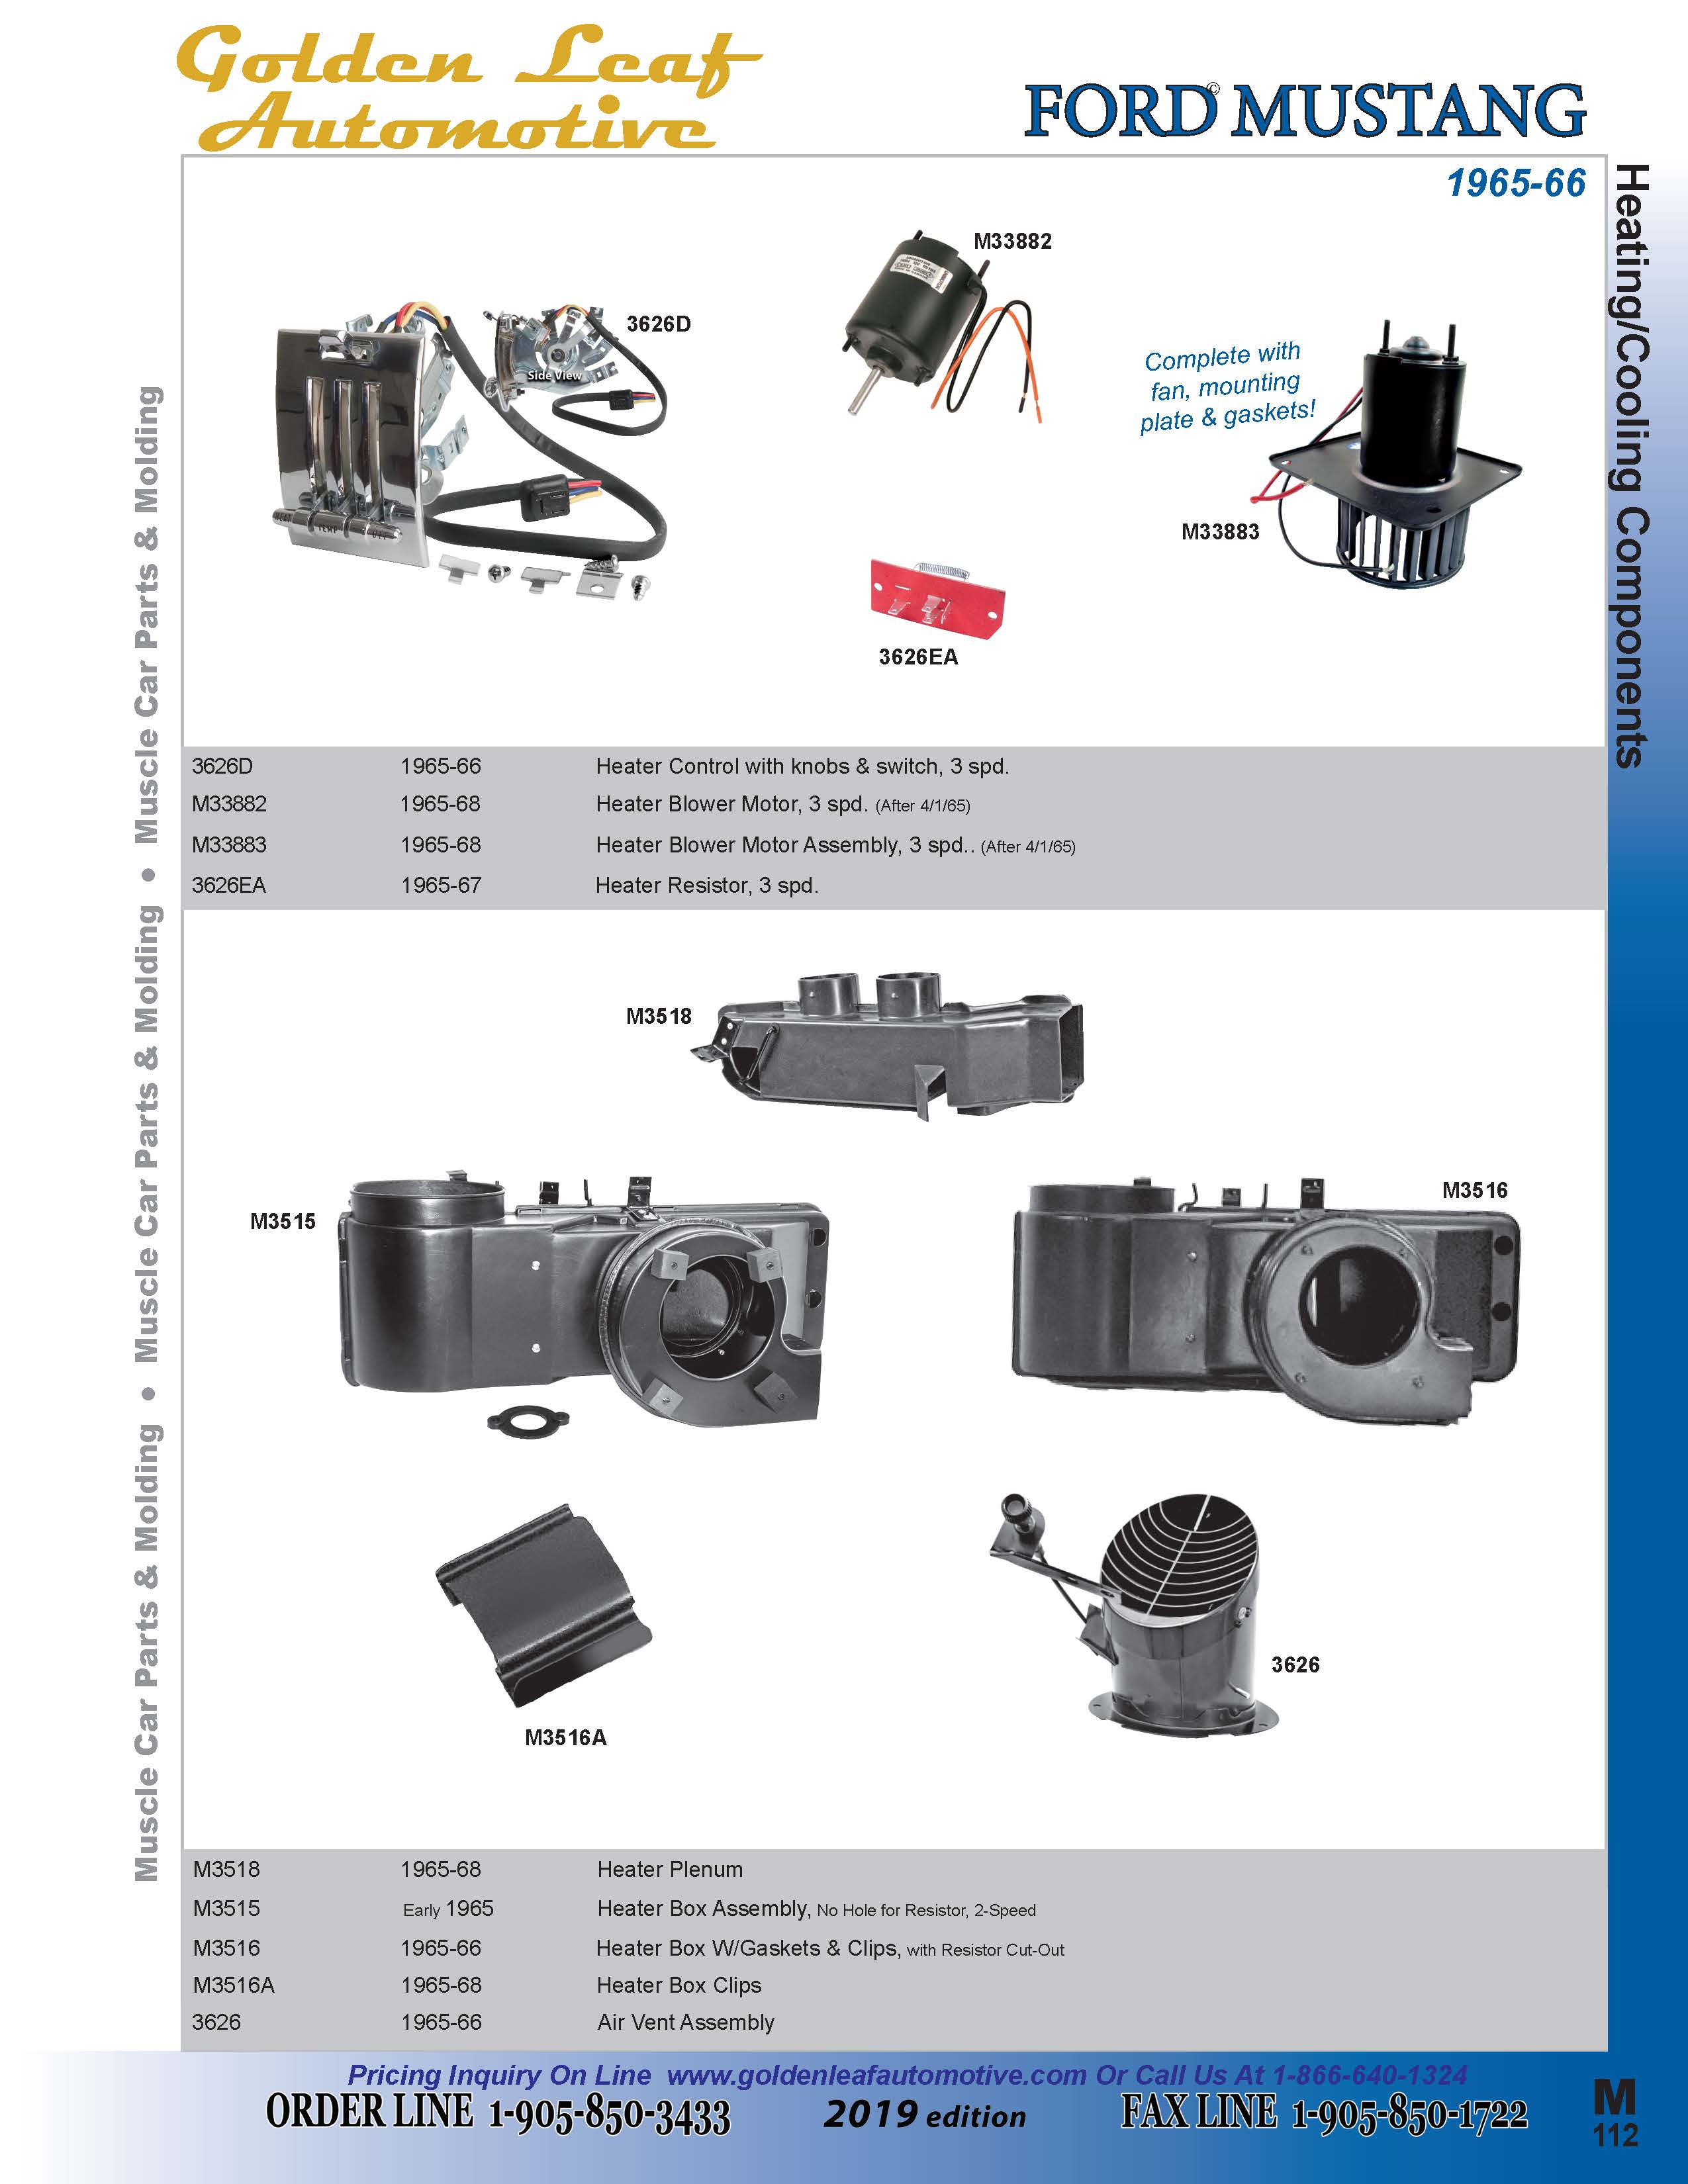 Golden Leaf
Automotive
FORD© MUSTANG
1965-66
Heating/Cooling Components
Muscle Car Parts & Molding • Muscle Car Parts & Molding • Muscle Car Parts & Molding
M33882
3626D
Side View
Complete with
fan, mounting
plate & gaskets!
HEAT TEMP OFF
M33883
3626EA
3626D 1965-66 Heater Control with knobs & switch, 3 spd.
M33882 1965-68 Heater Blower Motor, 3 spd. (After 4/1/65)
M33883 1965-68 Heater Blower Motor Assembly, 3 spd.. (After 4/1/65)
3626EA 1965-67 Heater Resistor, 3 spd.
M3518
M3515
M3516
M3516A
3626
M3518 1965-68 Heater Plenum
M3515 Early 1965 Heater Box Assembly, No Hole for Resistor, 2-Speed
M3516 1965-66 Heater Box W/Gaskets & Clips, with Resistor Cut-Out
M3516A 1965-68 Heater Box Clips
3626 1965-66 Air Vent Assembly
Pricing Inquiry On Line www.goldenleafautomotive.com Or Call Us At 1-866-640-1324
ORDER LINE 1-905-850-3433 2019 edition FAX LINE 1-905-850-1722
M
112